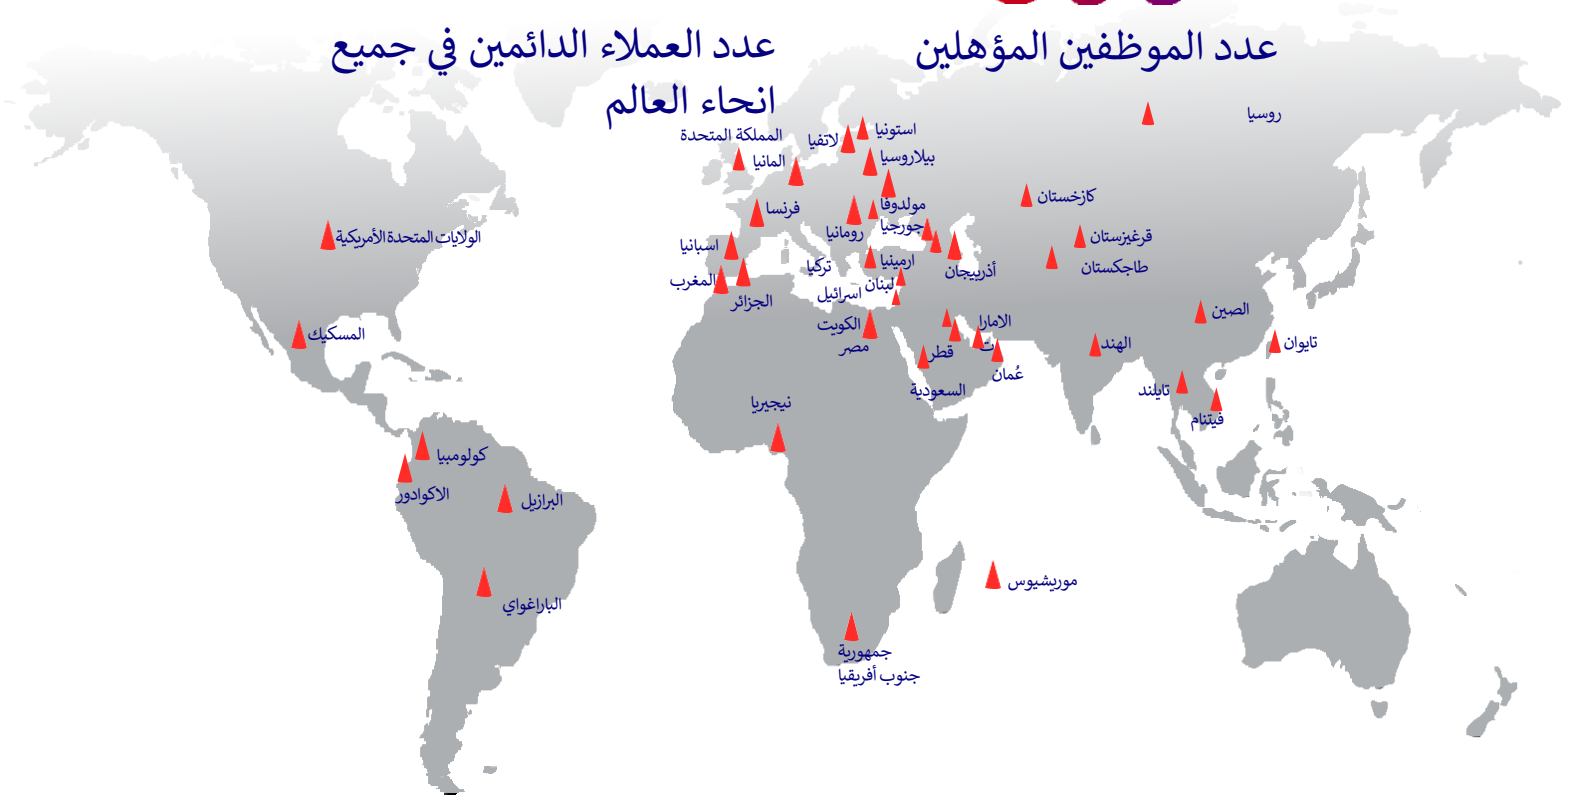 عدد الموظفين المؤهلين
عدد العملاء الدائمين في جميع
انحاء العالم
روسيا
استونيا
لاتفيا
المملكة المتحدة
بيلاروسيا
المانيا
كازخستان
مولدوفا
فرنسا
جورجيا
رومانيا
قرغيزستان
الولايات المتحدة الأمريكية
اسبانيا
ارمينيا
تركيا
طاجكستان
أذربيجان
المغرب
لبنان
اسرائيل
الجزائر
الصين
الامارا
ت
الكويت
المسكيك
تايوان
الهند
مصر
قطر
عُمان
السعودية
تايلند
نيجيريا
فيتنام
كولومبيا
الاكوادور
البرازيل
موريشيوس
الباراغواي
جمهورية
جنوب أفريقيا